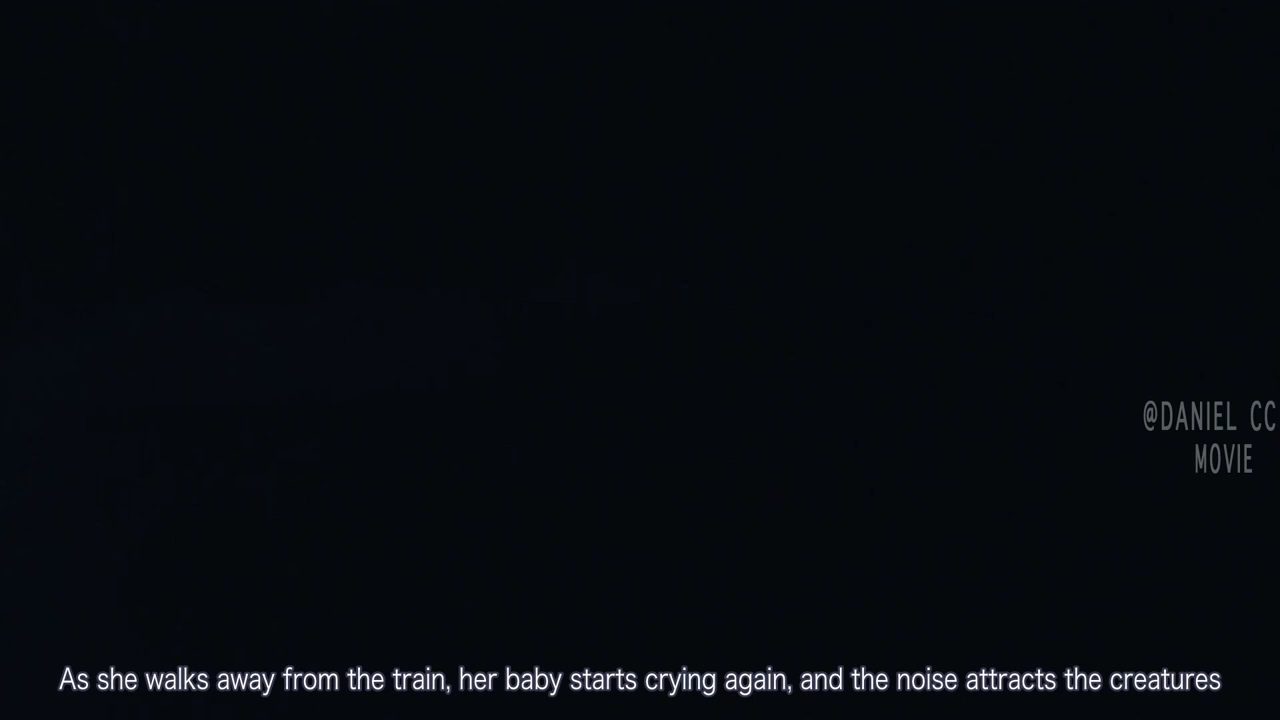 @DANIEL CC
MOVIE
As she walks away from the train, her baby starts crying again, and the noise attracts the creatures